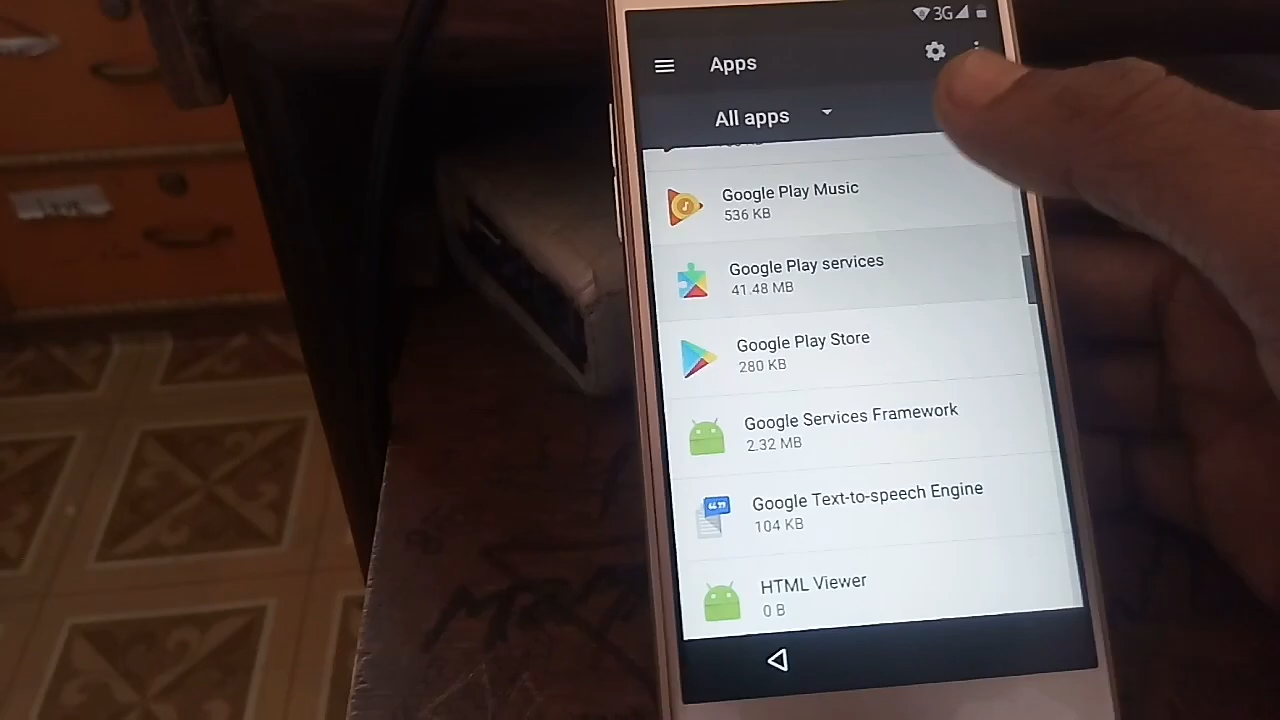 3G
Apps
All apps
Google Play Music
536 KB
Google Play services
41.48 MB
Google Play Store
280 KB
Google Services Framework
2.32 MB
Google Text-to-speech Engine
104 KB
HTML Viewer
0 B